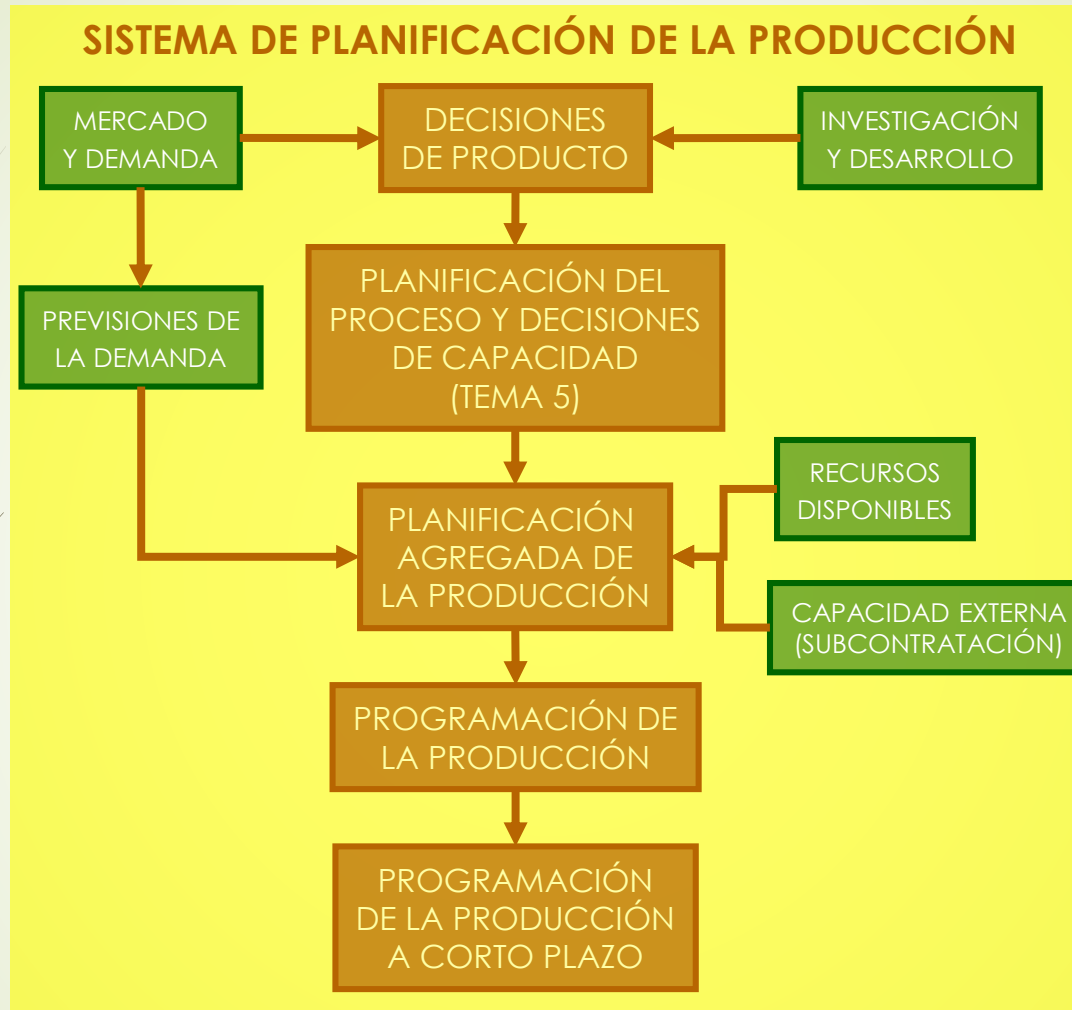 SISTEMA DE PLANIFICACIÓN DE LA PRODUCCIÓN
MERCADO
Y DEMANDA
DECISIONES
DE PRODUCTO
INVESTIGACIÓN
Y DESARROLLO
PLANIFICACIÓN DEL
PROCESO Y DECISIONES
DE CAPACIDAD
(TEMA 5)
PREVISIONES DE
LA DEMANDA
RECURSOS
DISPONIBLES
PLANIFICACIÓN
AGREGADA DE
LA PRODUCCIÓN
CAPACIDAD EXTERNA
(SUBCONTRATACIÓN)
PROGRAMACIÓN DE
LA PRODUCCIÓN
PROGRAMACIÓN
DE LA PRODUCCIÓN
A CORTO PLAZO